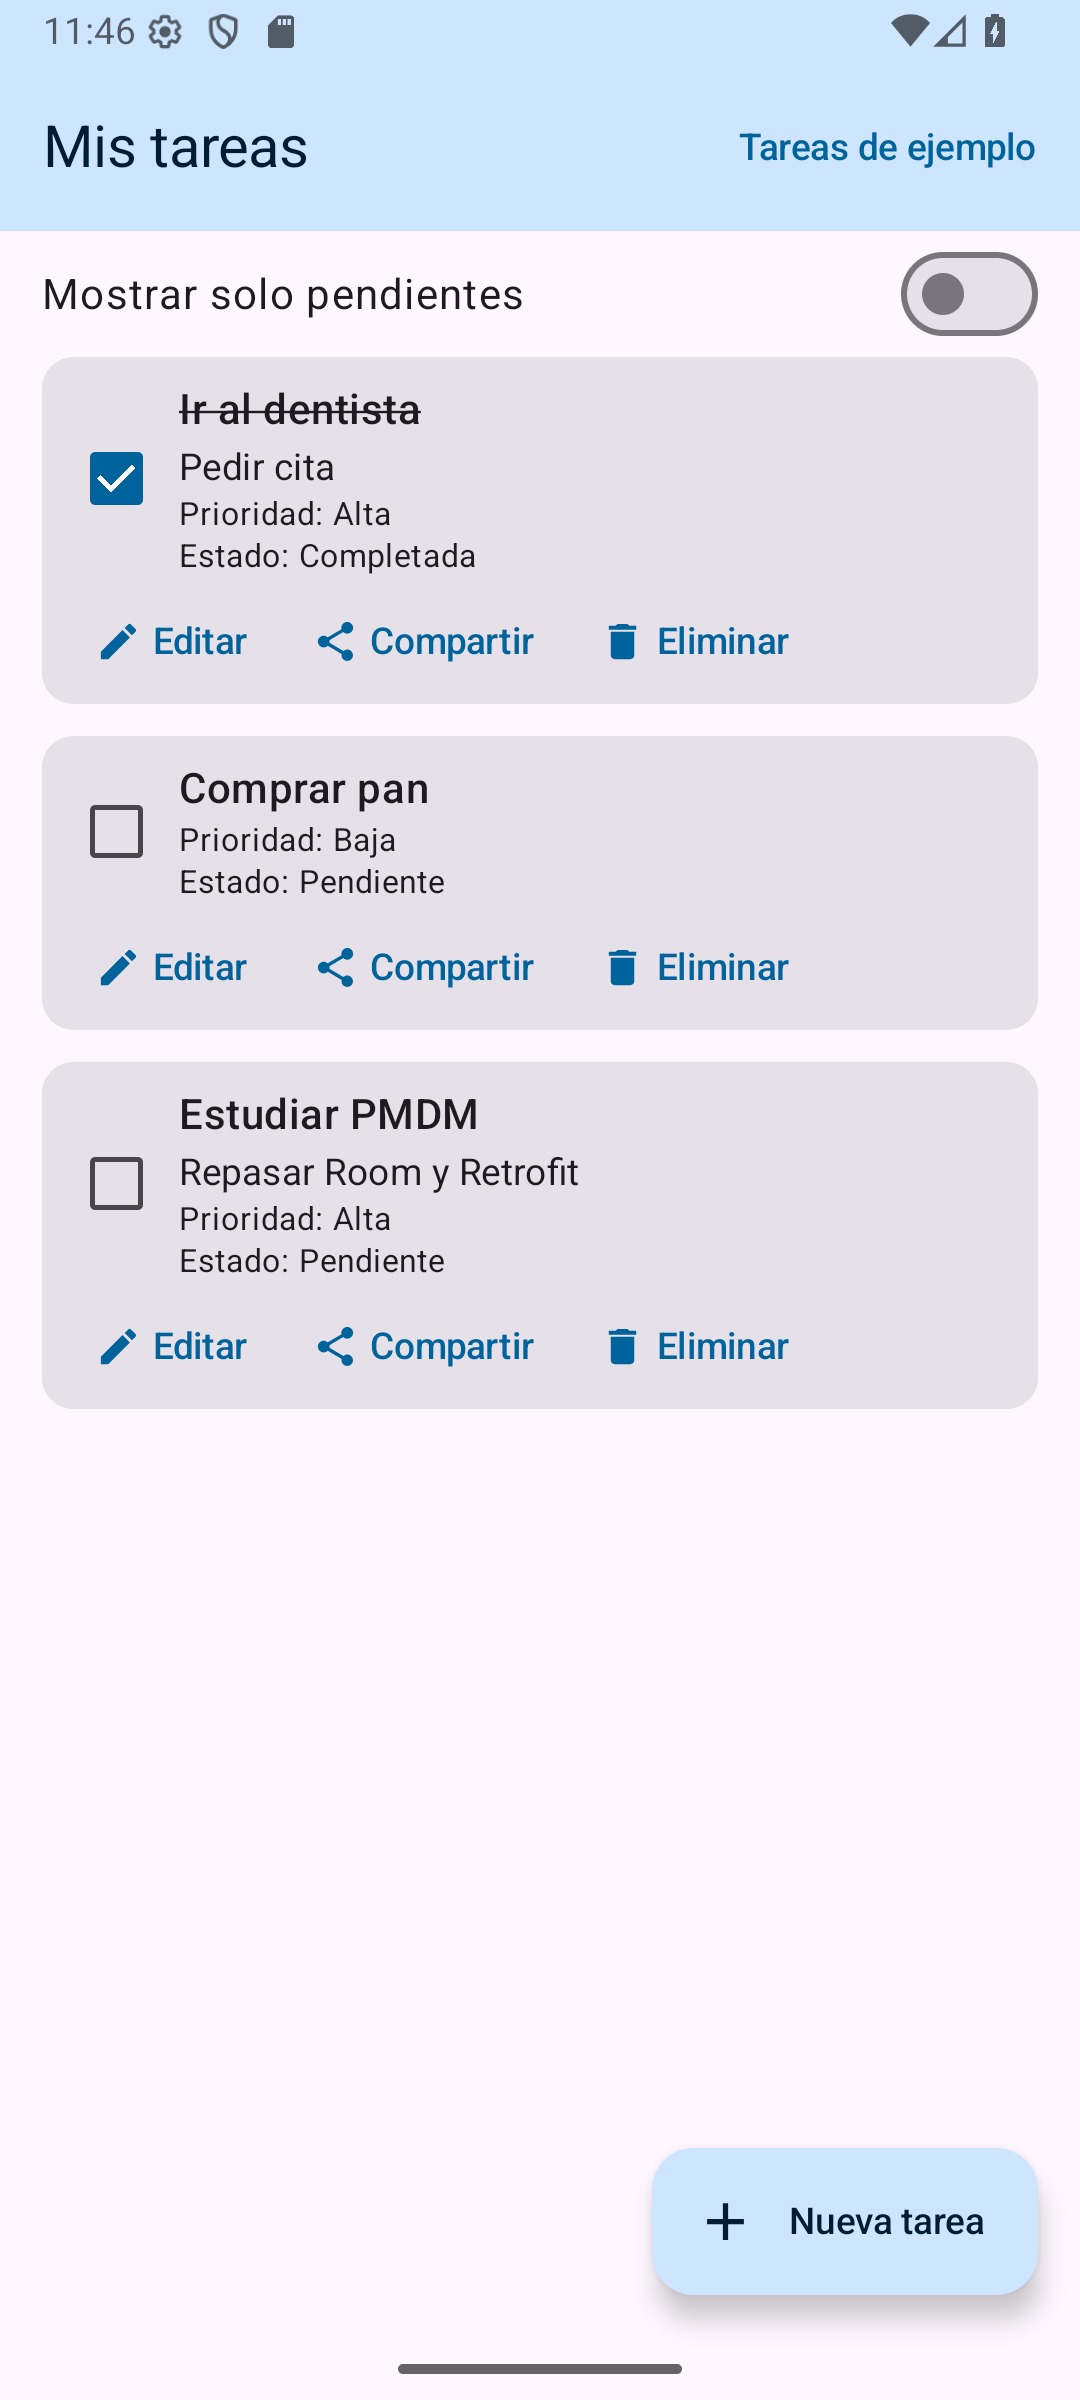 11:46
Mis tareas
Tareas de ejemplo
Mostrar solo pendientes
Ir al dentista
Pedir cita
Prioridad: Alta
Estado: Completada
Editar
Compartir
Eliminar
Comprar pan
Prioridad: Baja
Estado: Pendiente
Editar
Compartir
Eliminar
Estudiar PMDM
Repasar Room y Retrofit
Prioridad: Alta
Estado: Pendiente
Editar
Compartir
Eliminar
Nueva tarea